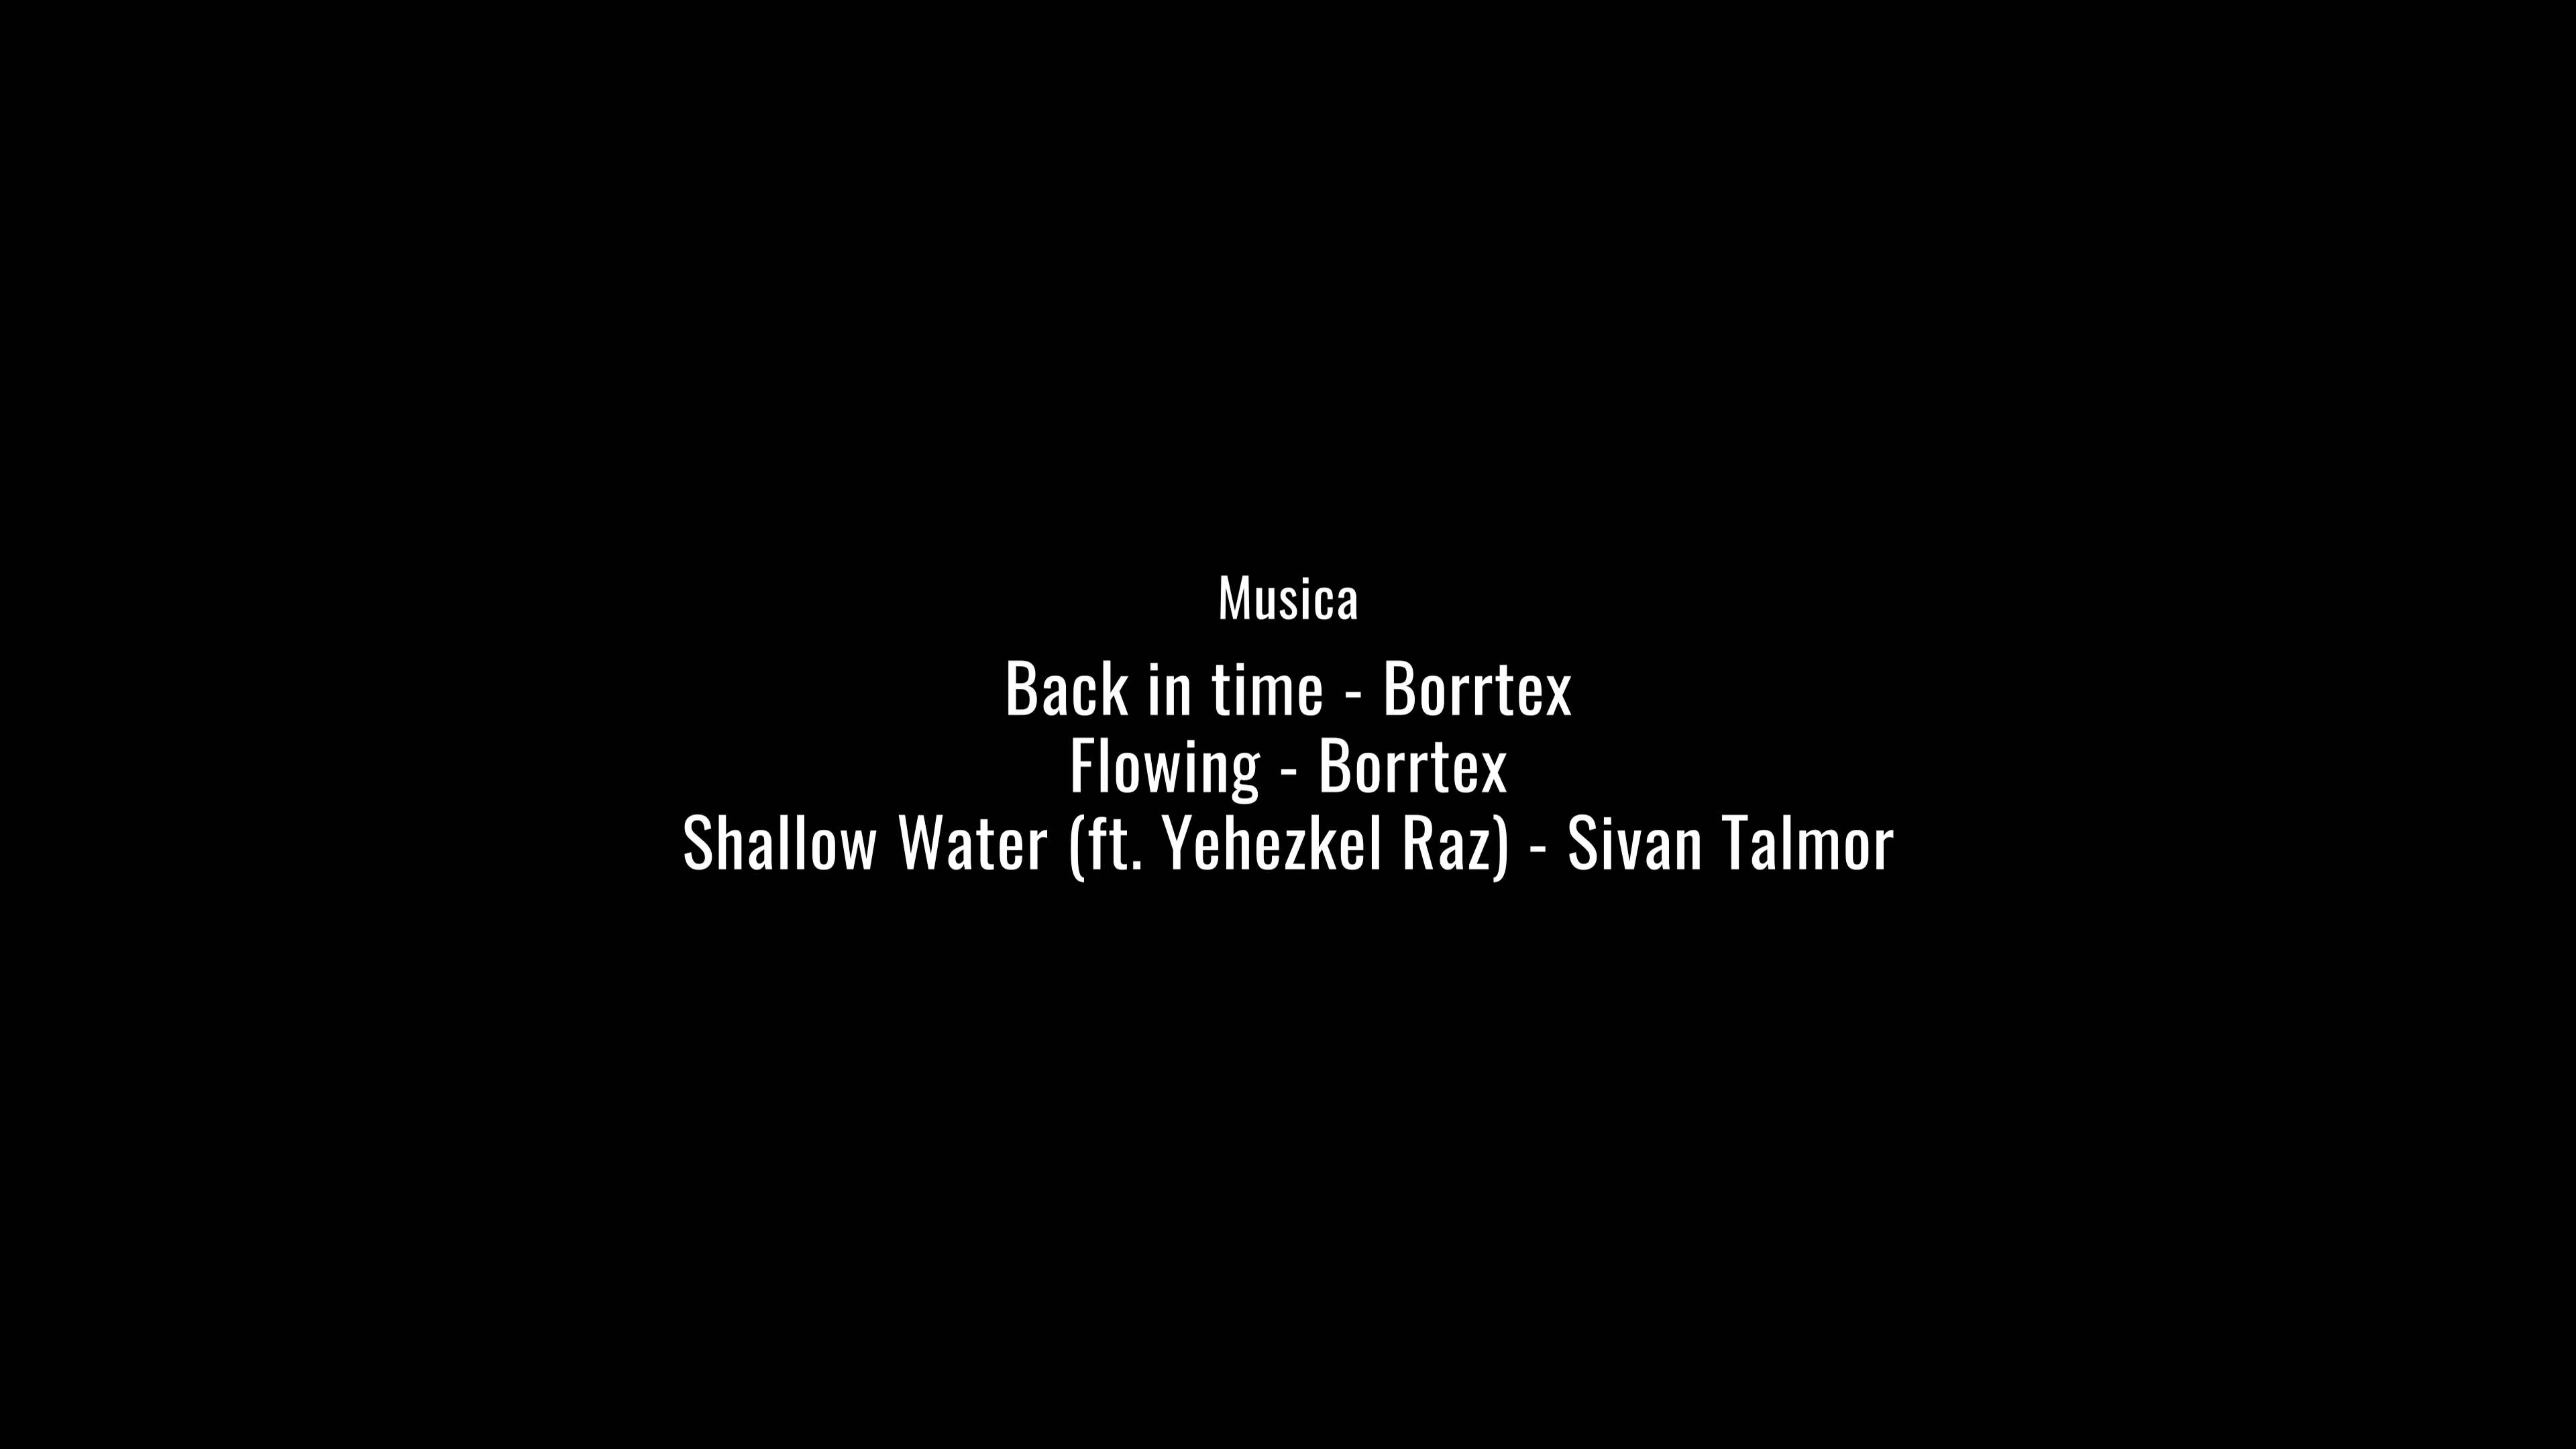 Musica
Back in time - Borrtex
Flowing - Borrtex
Shallow Water (ft. Yehezkel Raz) - Sivan Talmor